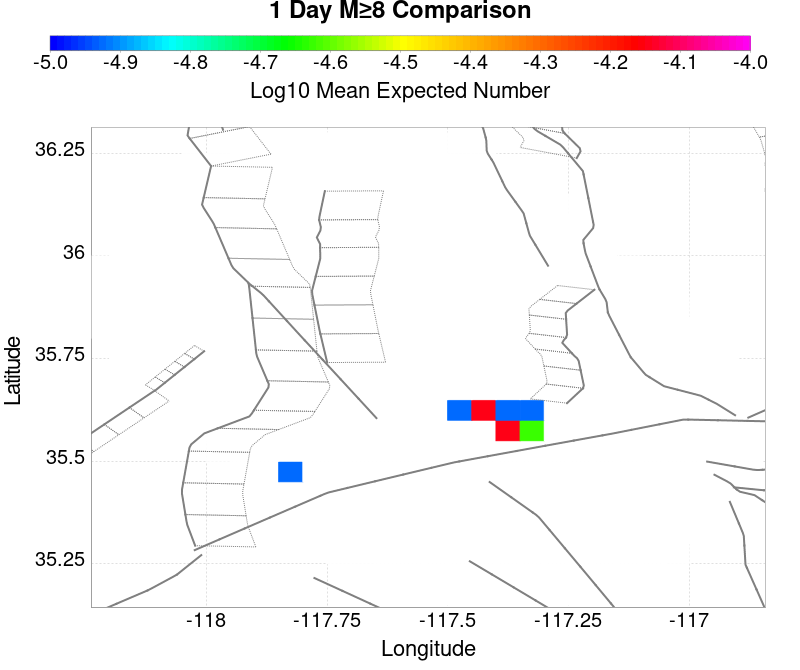 1 Day M≥8 Comparison
-5.0 -4.9 -4.8 -4.7 -4.6 -4.5 -4.4 -4.3 -4.2 -4.1 -4.0
Log10 Mean Expected Number
36.25
36
35.75
35.5
35.25
Latitude
-118 -117.75 -117.5 -117.25 -117
Longitude